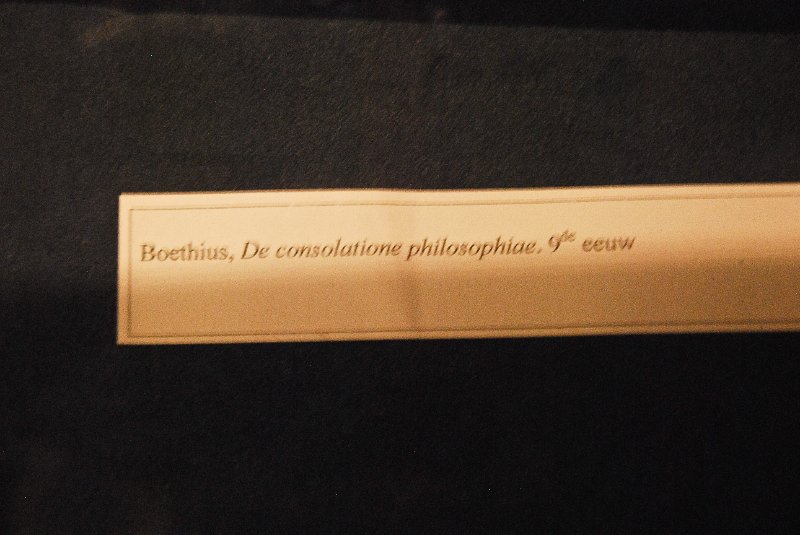 Boethius, De consolatione philosophiae. 9de eeuw